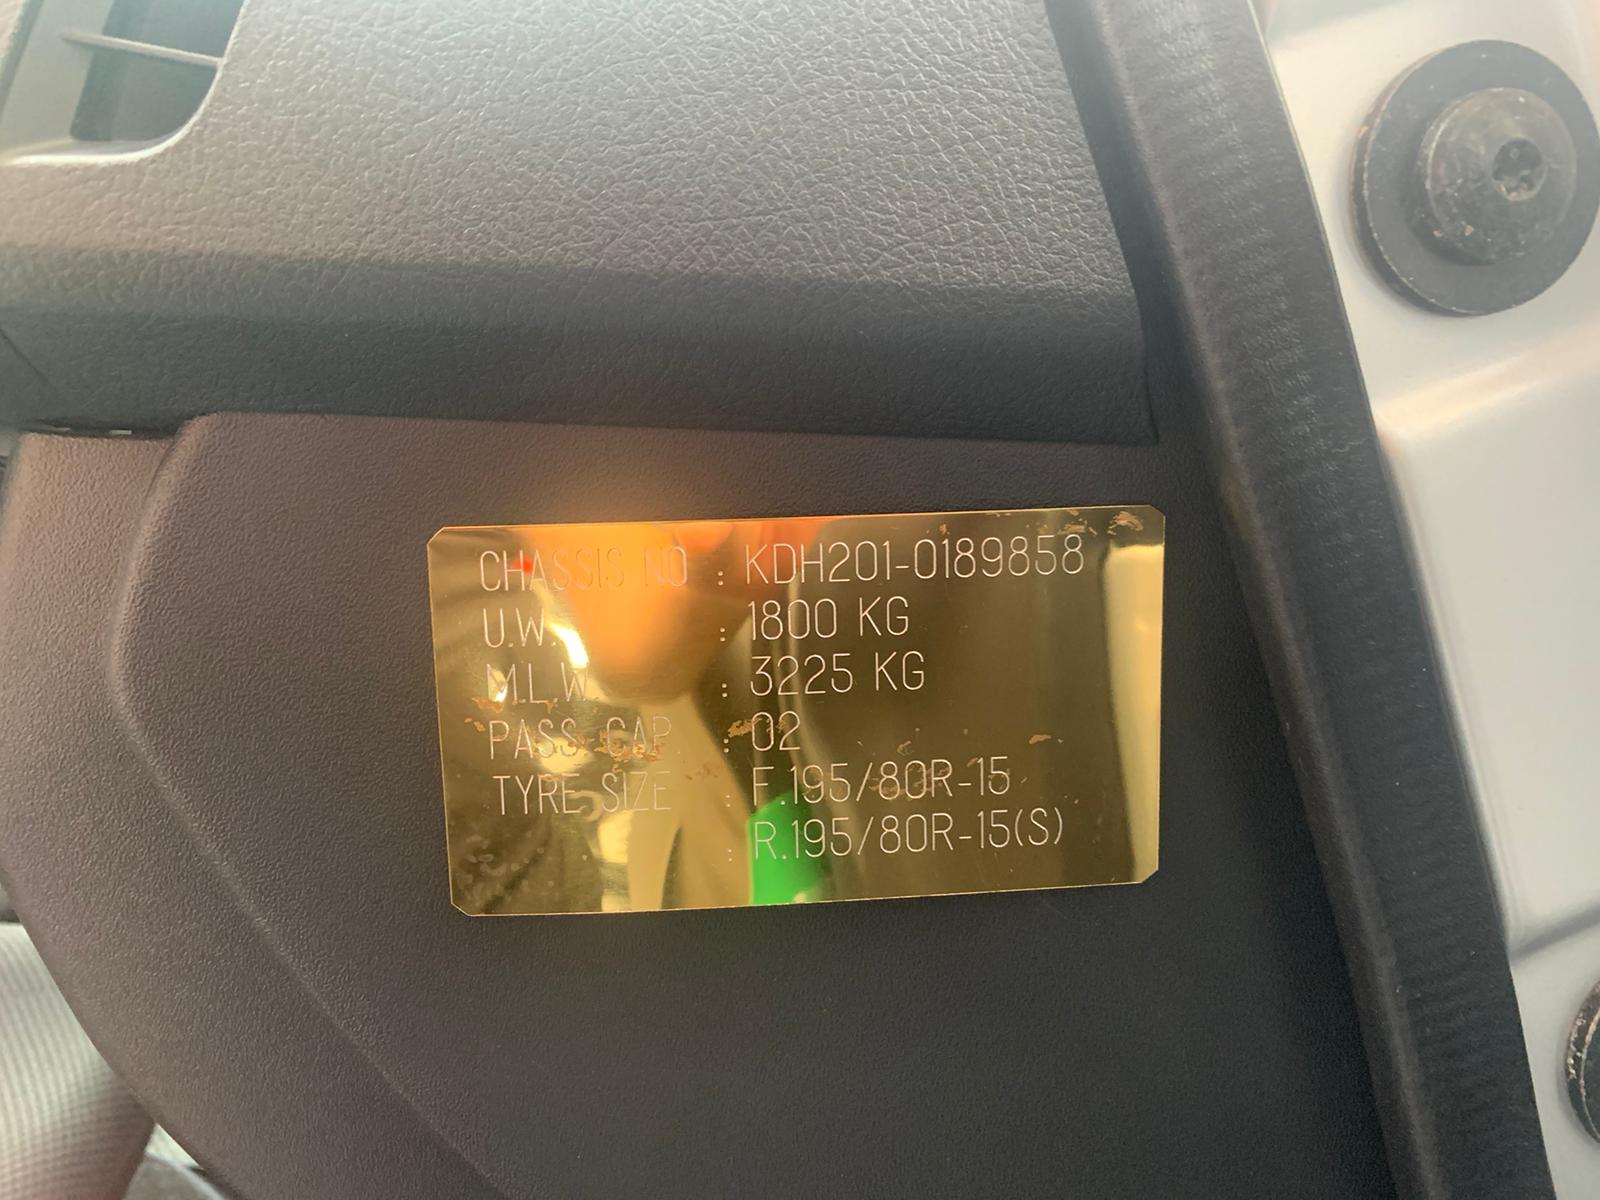 CHASSIS NO : KDH201-0189858
U.W. : 1800 KG
M.L.W. : 3225 KG
PASS. CAP. : 02
TYRE SIZE : F.195/80R-15
: R.195/80R-15(S)